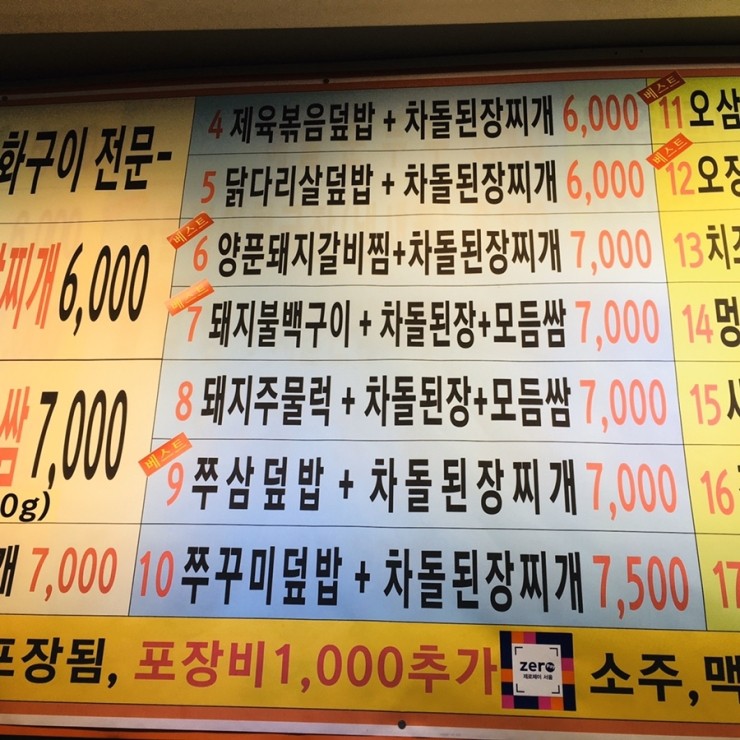 화구이 전문-
찌개 6,000
쌈 7,000
0g)
개 7,000
4 제육볶음덮밥 + 차돌된장찌개 6,000
5 닭다리살덮밥 + 차돌된장찌개 6,000
베스트
6 양푼돼지갈비찜+차돌된장찌개 7,000
베스트
7 돼지불백구이 + 차돌된장+모듬쌈 7,000
8 돼지주물럭 + 차돌된장+모듬쌈 7,000
베스트
9 쭈삼덮밥 + 차돌된장찌개 7,000
10 쭈꾸미덮밥 + 차돌된장찌개 7,500
베스트
11 오삼
베스트
12 오징
13 치즈
14 멍
15
16
17
포장됨, 포장비1,000추가
zero
제로페이 서울
소주,맥